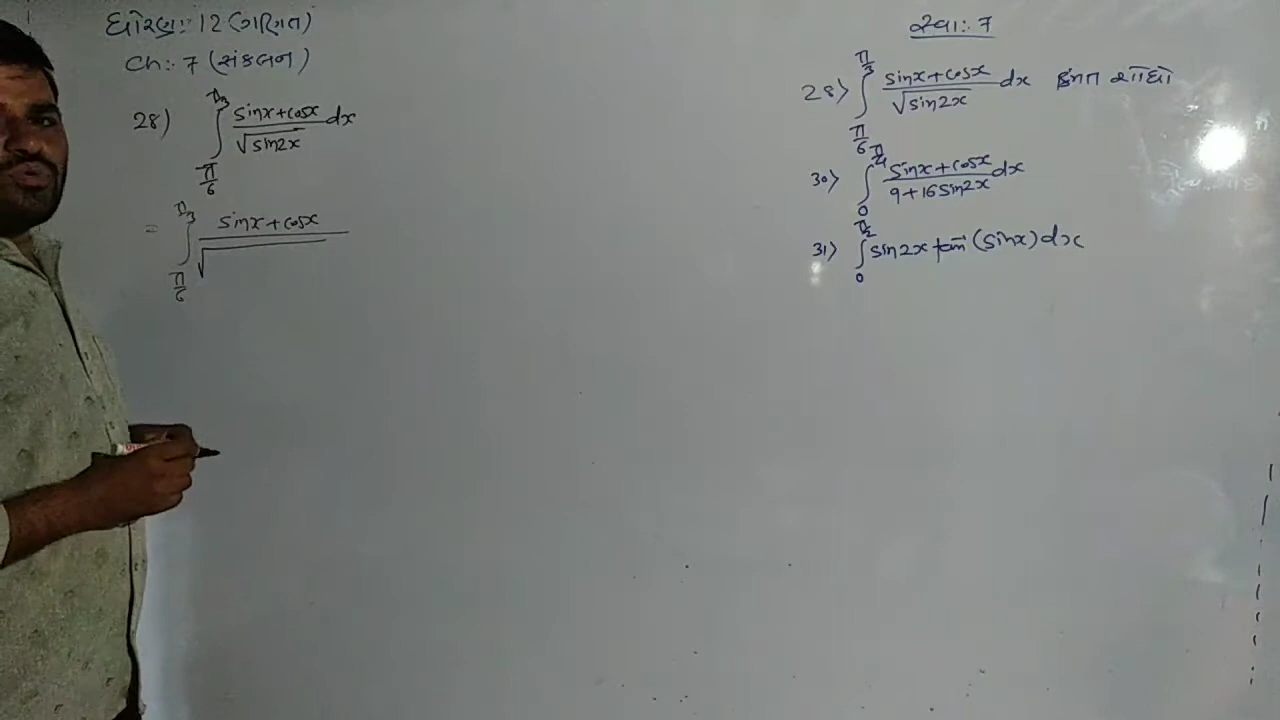 ધોરણ:: 12 (ગણિત)
Ch:: 7 (સંકલન)
28) ∫_{π/6}^{π/3} (sinx+cosx)/√sin2x dx
= ∫_{π/6}^{π/3} (sinx+cosx)/√
સ્વા:. 7
28> ∫_{π/6}^{π/3} (sinx+cosx)/√sin2x dx શોધો
30> ∫_{0}^{π/4} (sinx+cosx)/(9+16sin2x) dx
31> ∫_{0}^{π/2} sin2x tan⁻¹(sinx) dx